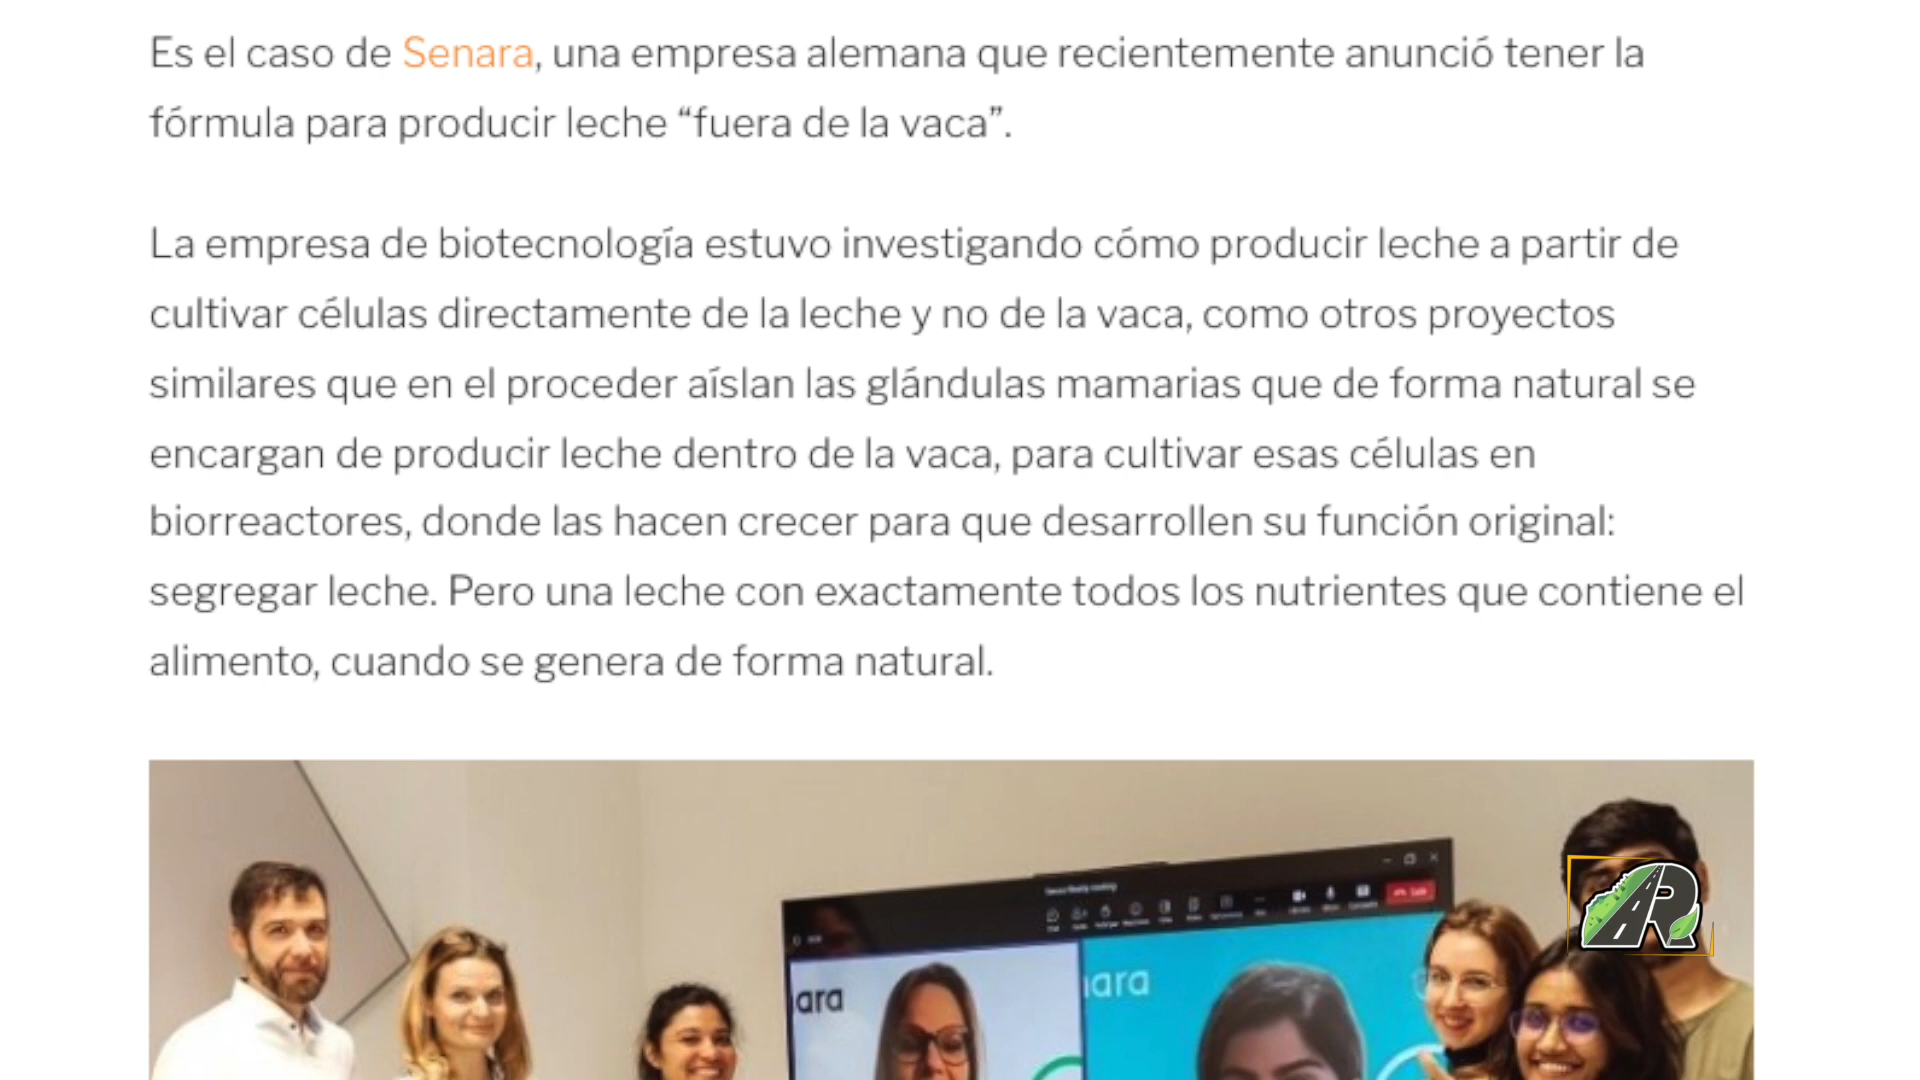 Es el caso de Senara, una empresa alemana que recientemente anunció tener la
fórmula para producir leche “fuera de la vaca”.
La empresa de biotecnología estuvo investigando cómo producir leche a partir de
cultivar células directamente de la leche y no de la vaca, como otros proyectos
similares que en el proceder aíslan las glándulas mamarias que de forma natural se
encargan de producir leche dentro de la vaca, para cultivar esas células en
biorreactores, donde las hacen crecer para que desarrollen su función original:
segregar leche. Pero una leche con exactamente todos los nutrientes que contiene el
alimento, cuando se genera de forma natural.
ara
ara
AR